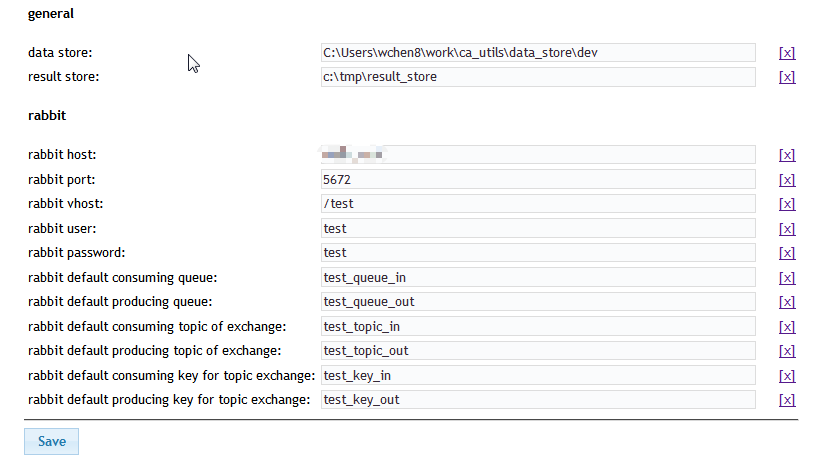 general
data store: C:\Users\wchen8\work\ca_utils\data_store\dev [x]
result store: c:\tmp\result_store [x]
rabbit
rabbit host: [x]
rabbit port: 5672 [x]
rabbit vhost: /test [x]
rabbit user: test [x]
rabbit password: test [x]
rabbit default consuming queue: test_queue_in [x]
rabbit default producing queue: test_queue_out [x]
rabbit default consuming topic of exchange: test_topic_in [x]
rabbit default producing topic of exchange: test_topic_out [x]
rabbit default consuming key for topic exchange: test_key_in [x]
rabbit default producing key for topic exchange: test_key_out [x]
Save